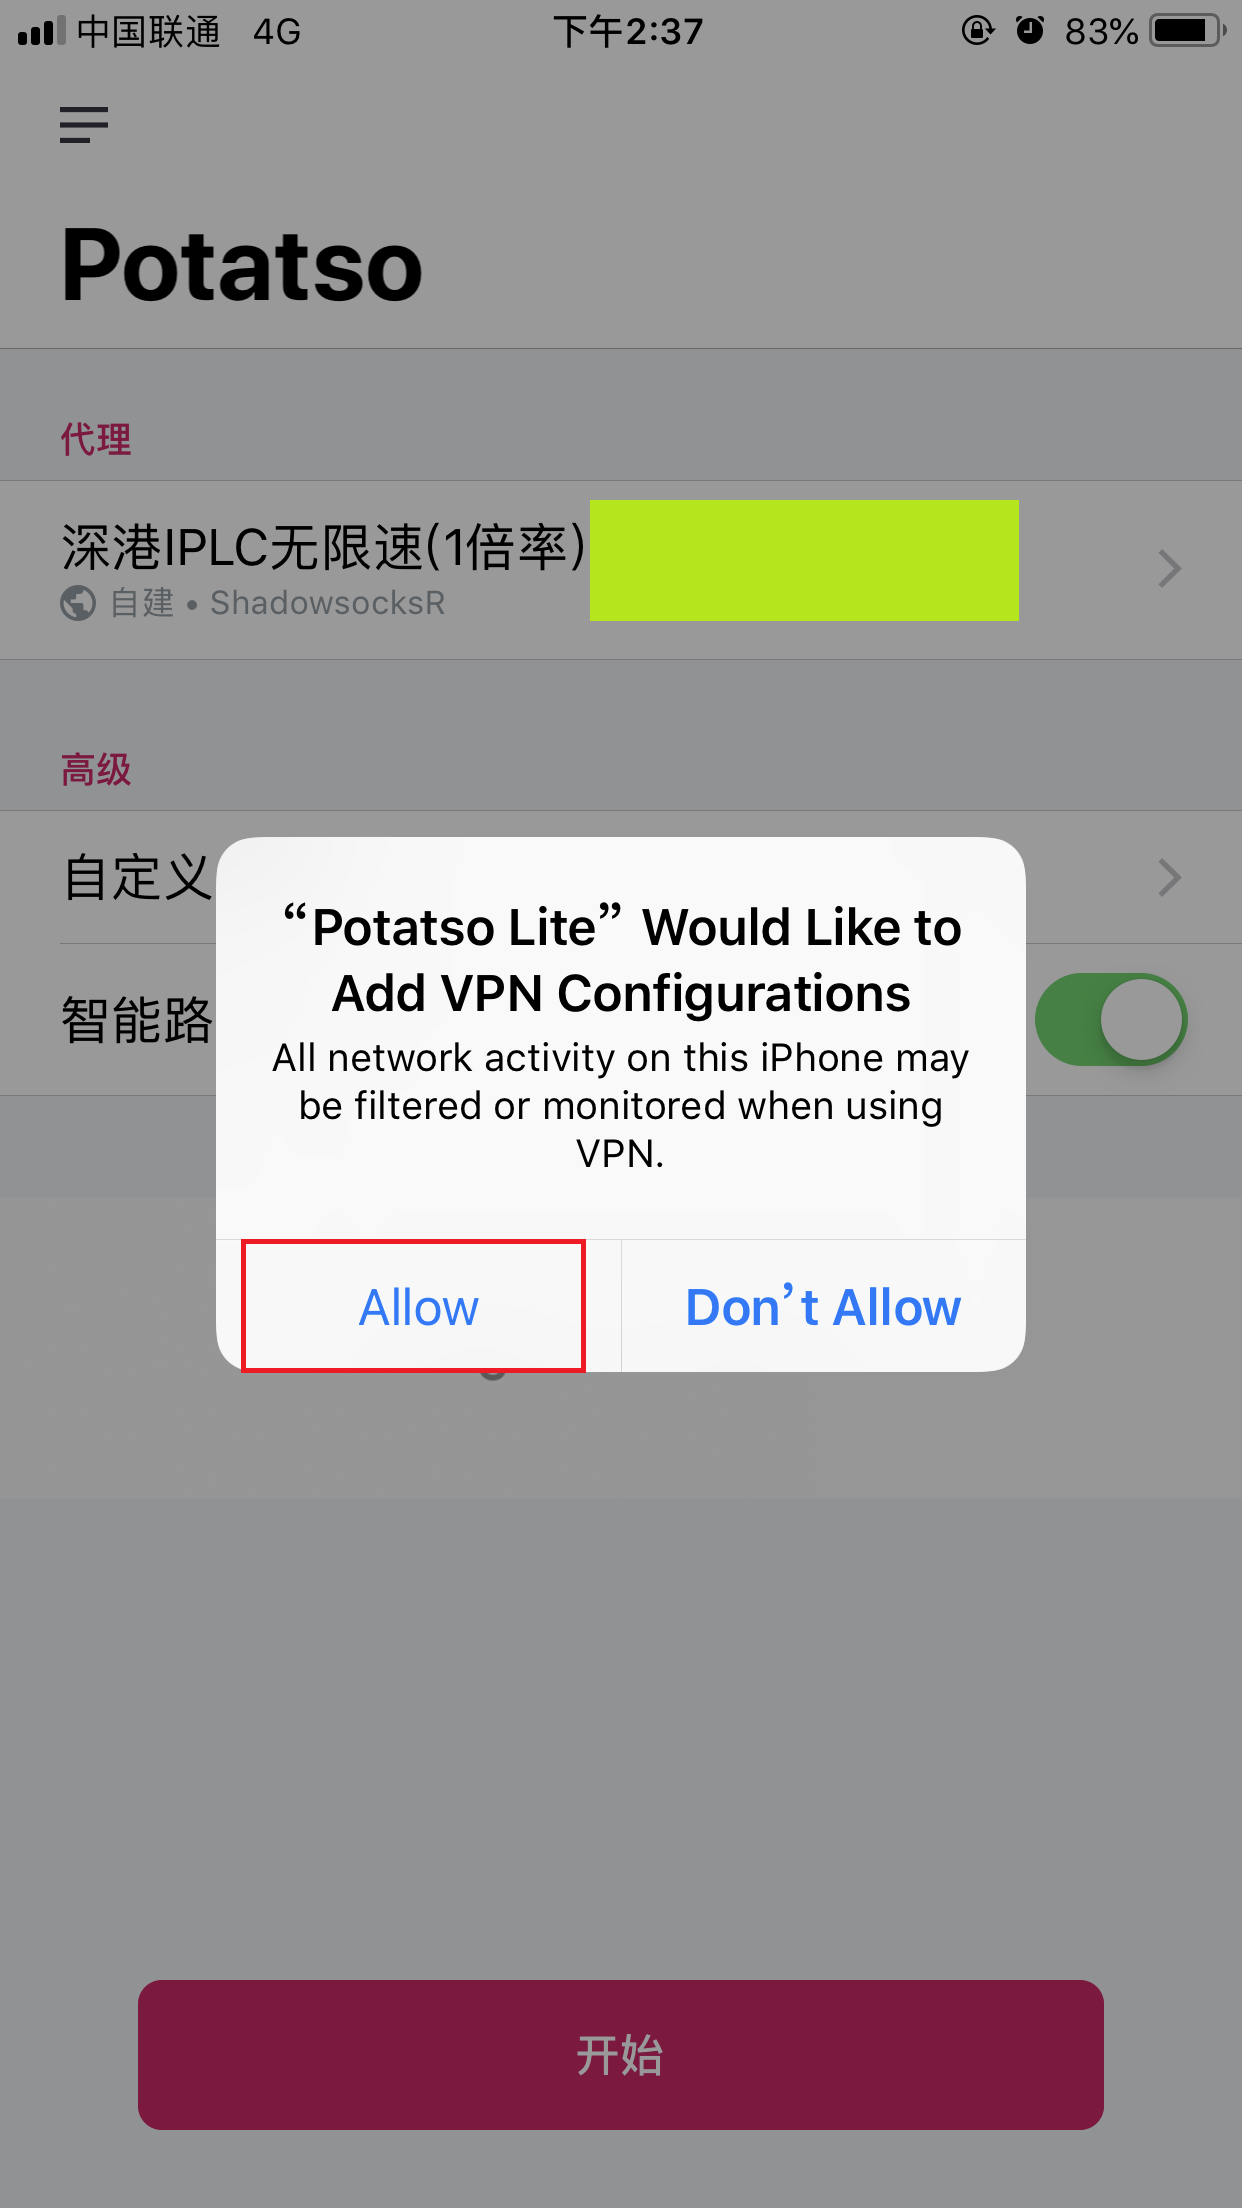 中国联通 4G 下午2:37 83%
Potatso
代理
深港IPLC无限速(1倍率)
自建 • ShadowsocksR
高级
自定义
智能路
“Potatso Lite” Would Like to
Add VPN Configurations
All network activity on this iPhone may
be filtered or monitored when using
VPN.
Allow Don’t Allow
开始